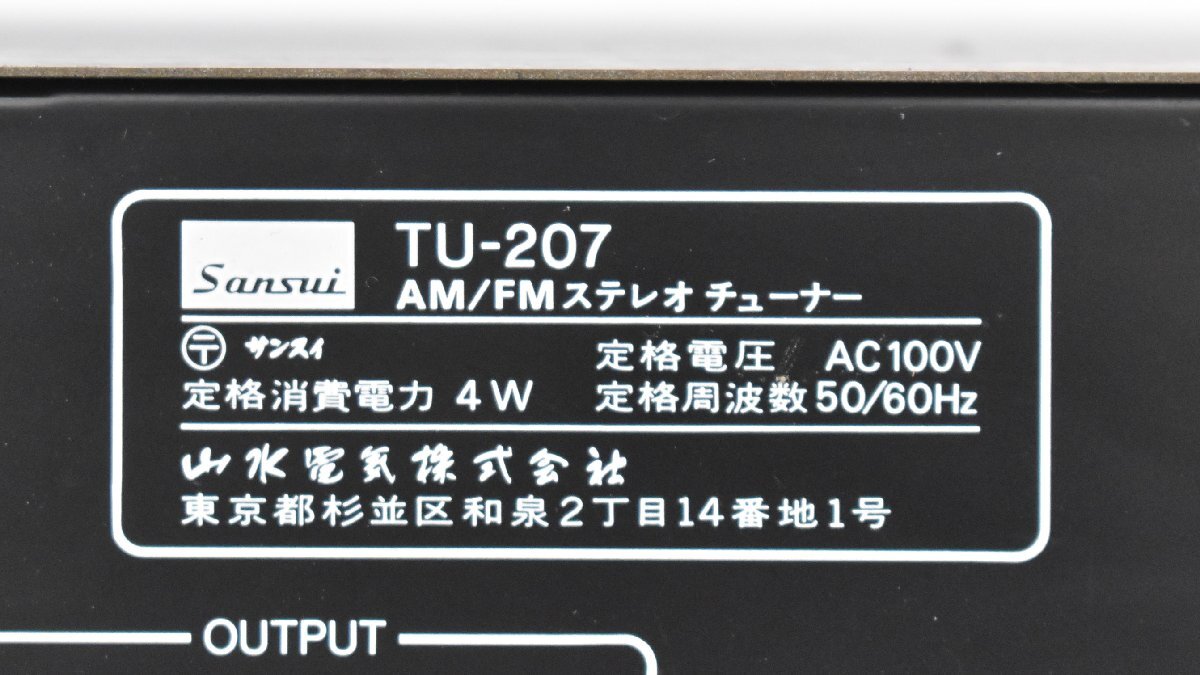 Sansui TU-207
AM/FM ステレオ チューナー
〒 サンスイ 定格電圧 AC100V
定格消費電力 4W 定格周波数 50/60Hz
山水電気株式会社
東京都杉並区和泉2丁目14番地1号
OUTPUT